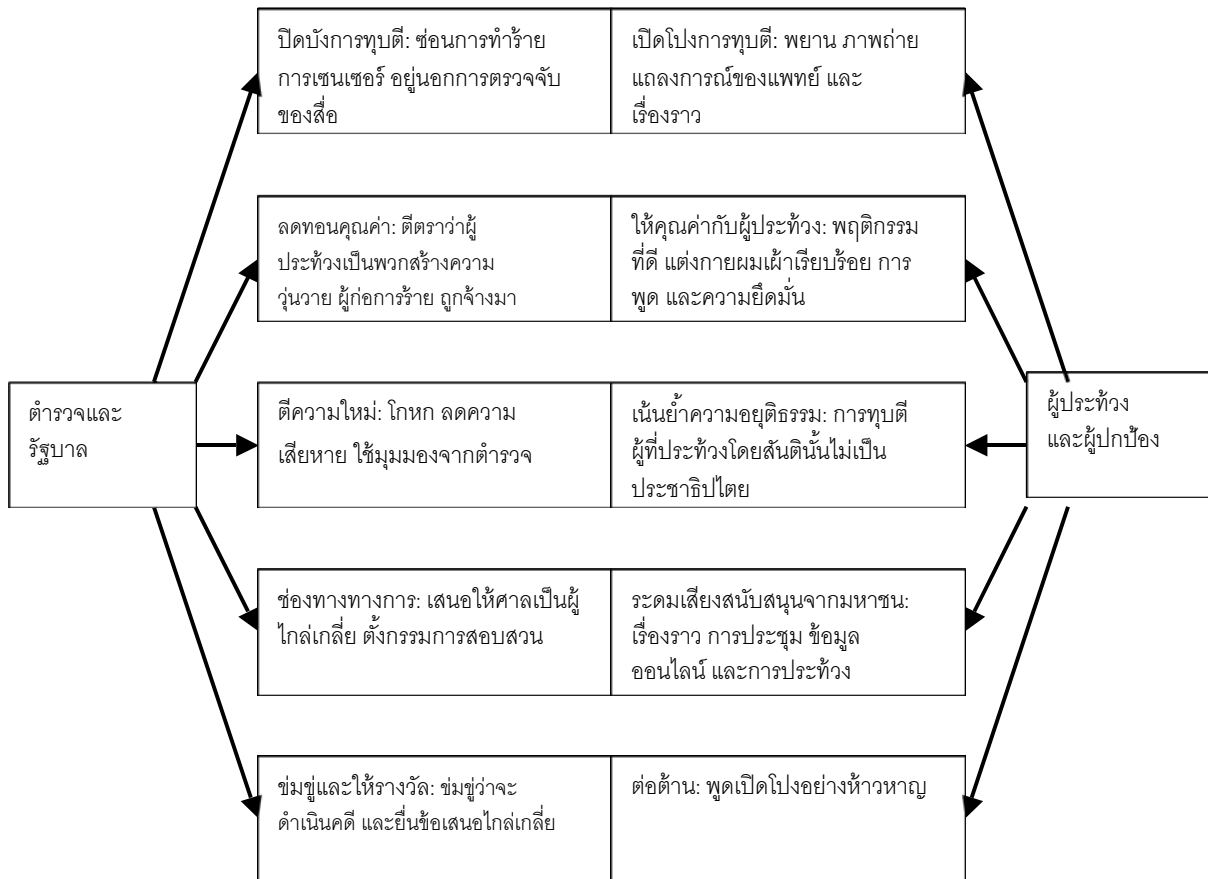 ปิดบังการทุบตี: ซ่อนการทำร้าย
การเซนเซอร์ อยู่นอกการตรวจจับ
ของสื่อ
เปิดโปงการทุบตี: พยาน ภาพถ่าย
แถลงการณ์ของแพทย์ และ
เรื่องราว
ลดทอนคุณค่า: ตีตราว่าผู้
ประท้วงเป็นพวกสร้างความ
วุ่นวาย ผู้ก่อการร้าย ถูกจ้างมา
ให้คุณค่ากับผู้ประท้วง: พฤติกรรม
ที่ดี แต่งกายผมเผ้าเรียบร้อย การ
พูด และความยึดมั่น
ตำรวจและ
รัฐบาล
ตีความใหม่: โกหก ลดความ
เสียหาย ใช้มุมมองจากตำรวจ
เน้นย้ำความอยุติธรรม: การทุบตี
ผู้ที่ประท้วงโดยสันตินั้นไม่เป็น
ประชาธิปไตย
ผู้ประท้วง
และผู้ปกป้อง
ช่องทางทางการ: เสนอให้ศาลเป็นผู้
ไกล่เกลี่ย ตั้งกรรมการสอบสวน
ระดมเสียงสนับสนุนจากมหาชน:
เรื่องราว การประชุม ข้อมูล
ออนไลน์ และการประท้วง
ข่มขู่และให้รางวัล: ข่มขู่ว่าจะ
ดำเนินคดี และยื่นข้อเสนอไกล่เกลี่ย
ต่อต้าน: พูดเปิดโปงอย่างห้าวหาญ